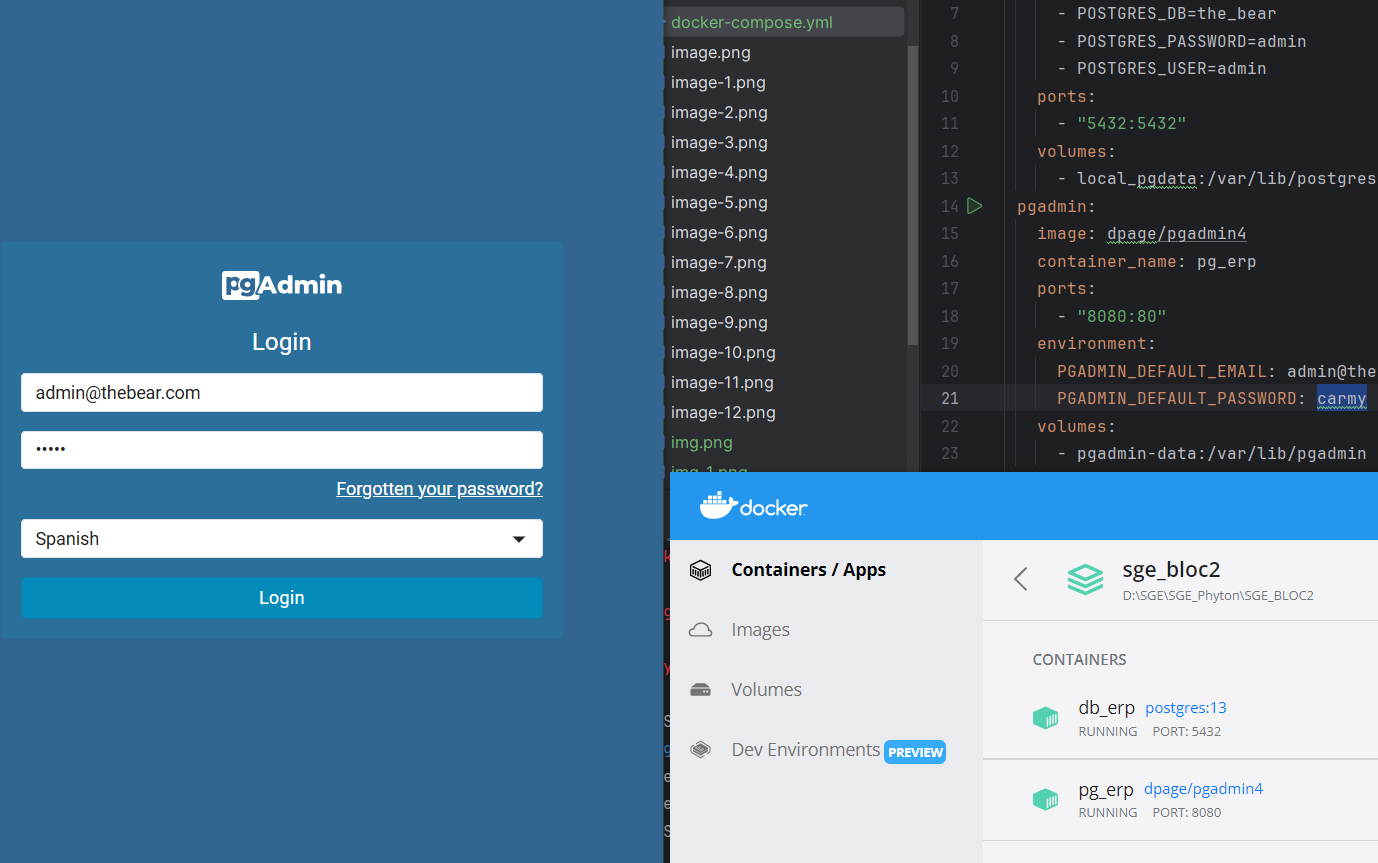 pgAdmin
Login
admin@thebear.com
•••••
Forgotten your password?
Spanish
Login
docker-compose.yml
image.png
image-1.png
image-2.png
image-3.png
image-4.png
image-5.png
image-6.png
image-7.png
image-8.png
image-9.png
image-10.png
image-11.png
image-12.png
img.png
img_1.png
7 - POSTGRES_DB=the_bear
8 - POSTGRES_PASSWORD=admin
9 - POSTGRES_USER=admin
10 ports:
11 - "5432:5432"
12 volumes:
13 - local_pgdata:/var/lib/postgres
14 pgadmin:
15 image: dpage/pgadmin4
16 container_name: pg_erp
17 ports:
18 - "8080:80"
19 environment:
20 PGADMIN_DEFAULT_EMAIL: admin@the
21 PGADMIN_DEFAULT_PASSWORD: carmy
22 volumes:
23 - pgadmin-data:/var/lib/pgadmin
docker
Containers / Apps
Images
Volumes
Dev Environments PREVIEW
sge_bloc2
D:\SGE\SGE_Phyton\SGE_BLOC2
CONTAINERS
db_erp postgres:13
RUNNING PORT: 5432
pg_erp dpage/pgadmin4
RUNNING PORT: 8080